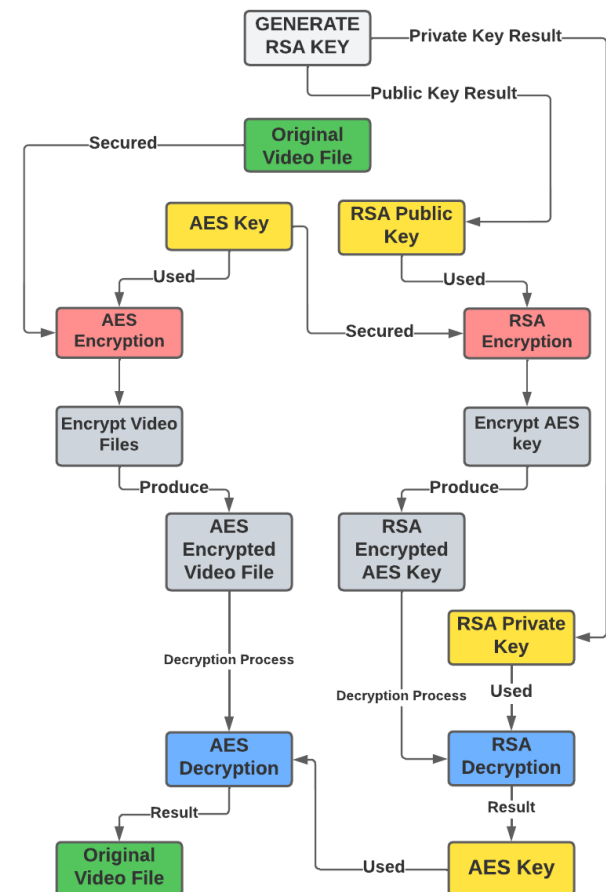 GENERATE
RSA KEY
Private Key Result
Public Key Result
Original
Video File
Secured
AES Key
RSA Public
Key
Used
Used
AES
Encryption
Secured
RSA
Encryption
Encrypt Video
Files
Encrypt AES
key
Produce
Produce
AES
Encrypted
Video File
RSA
Encrypted
AES Key
RSA Private
Key
Decryption Process
Used
Decryption Process
AES
Decryption
RSA
Decryption
Result
Result
Original
Video File
Used
AES Key